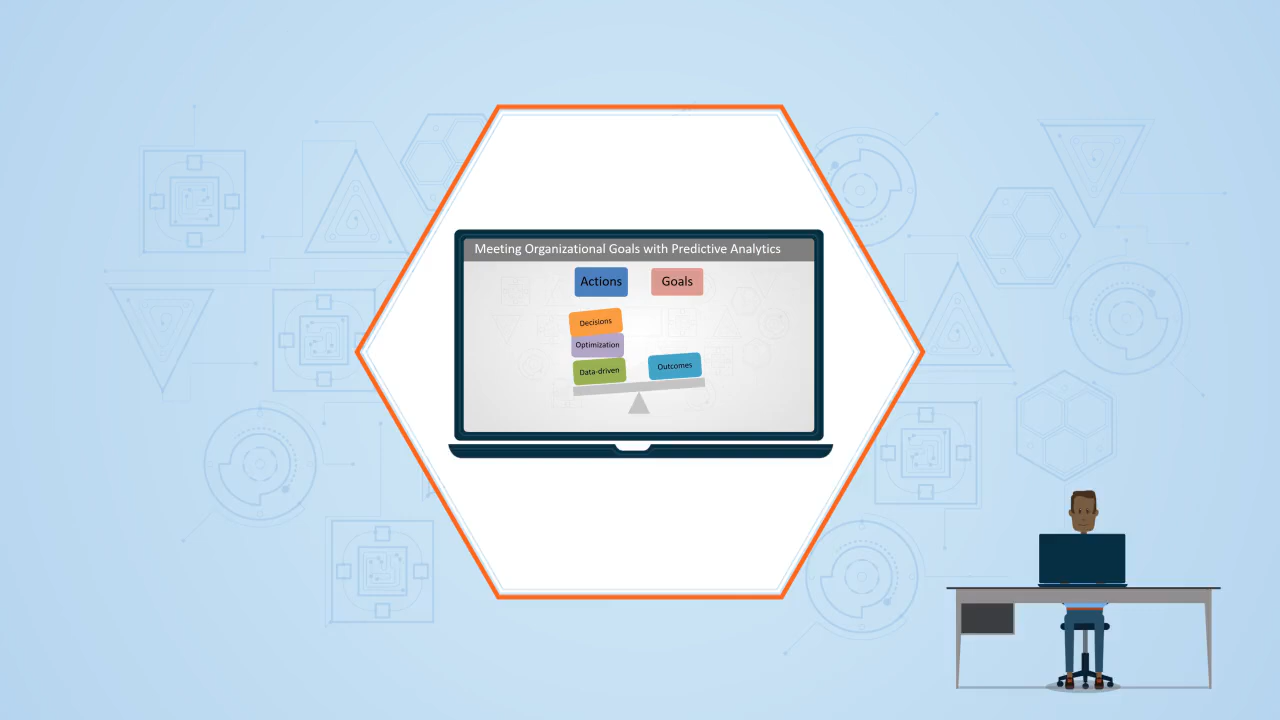 Meeting Organizational Goals with Predictive Analytics
Actions
Goals
Decisions
Optimization
Data-driven
Outcomes